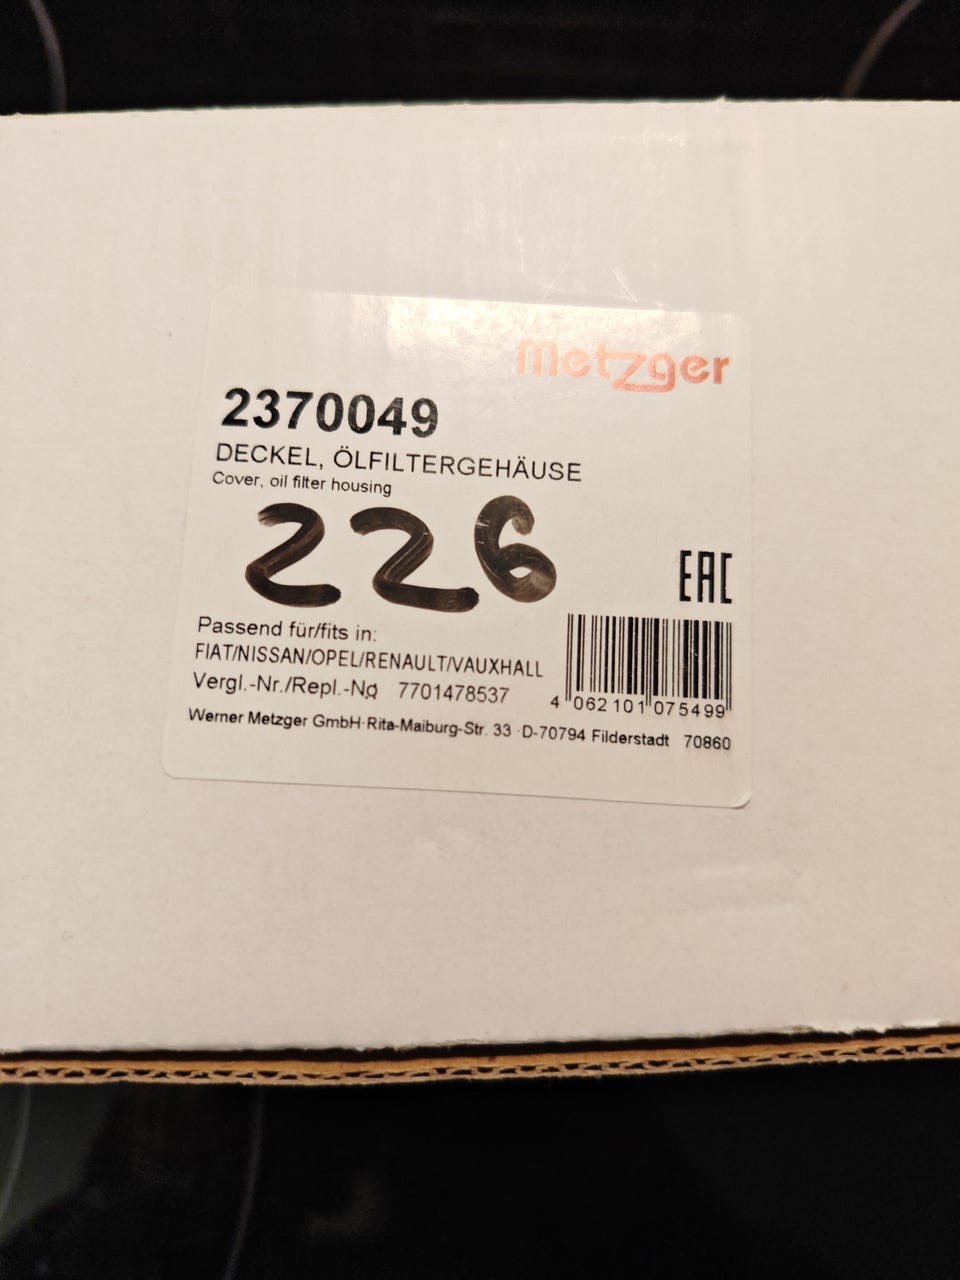 metzger
2370049
DECKEL, ÖLFILTERGEHÄUSE
Cover, oil filter housing
226
EAC
Passend für/fits in:
FIAT/NISSAN/OPEL/RENAULT/VAUXHALL
Vergl.-Nr./Repl.-No 7701478537
4 062101 075499
Werner Metzger GmbH·Rita-Maiburg-Str. 33 ·D-70794 Filderstadt 70860